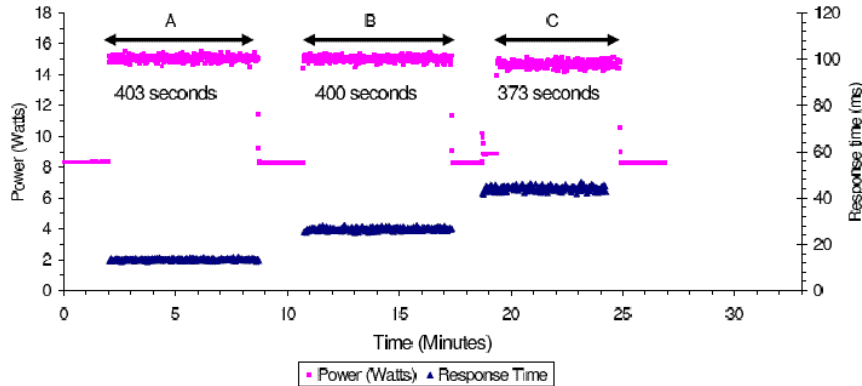 A B C
403 seconds 400 seconds 373 seconds
Power (Watts)
18
16
14
12
10
8
6
4
2
0
Response time (ms)
120
100
80
60
40
20
0
0 5 10 15 20 25 30
Time (Minutes)
Power (Watts) Response Time